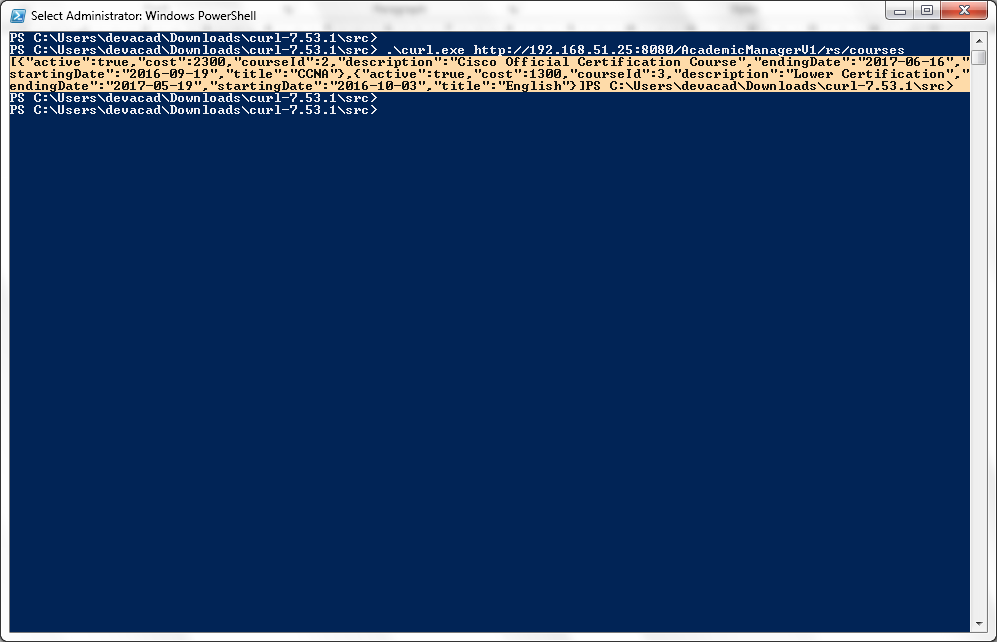 Select Administrator: Windows PowerShell
PS C:\Users\devacad\Downloads\curl-7.53.1\src>
PS C:\Users\devacad\Downloads\curl-7.53.1\src> .\curl.exe http://192.168.51.25:8080/AcademicManagerV1/rs/courses
[{"active":true,"cost":2300,"courseId":2,"description":"Cisco Official Certification Course","endingDate":"2017-06-16","
startingDate":"2016-09-19","title":"CCNA"},{"active":true,"cost":1300,"courseId":3,"description":"Lower Certification","
endingDate":"2017-05-19","startingDate":"2016-10-03","title":"English"}]PS C:\Users\devacad\Downloads\curl-7.53.1\src>
PS C:\Users\devacad\Downloads\curl-7.53.1\src>
PS C:\Users\devacad\Downloads\curl-7.53.1\src>